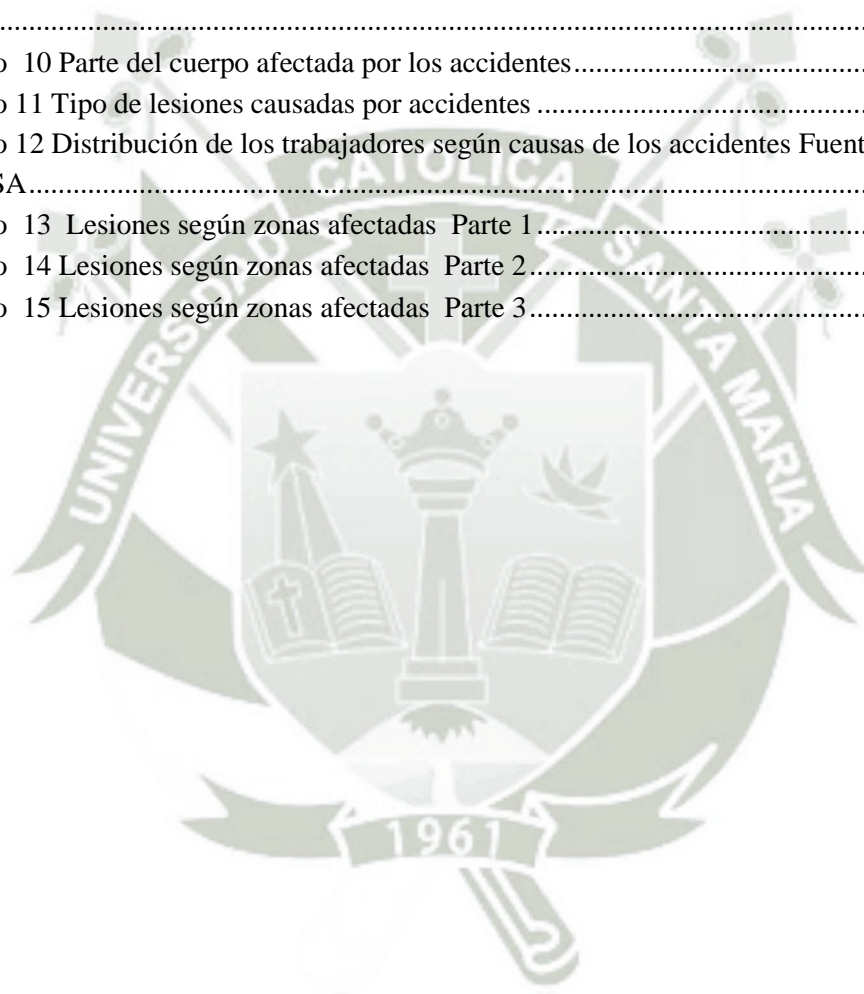 ................................................................................................
o  10 Parte del cuerpo afectada por los accidentes........................................
o 11 Tipo de lesiones causadas por accidentes .............................................
o 12 Distribución de los trabajadores según causas de los accidentes Fuent
SA................................................................................................
o  13  Lesiones según zonas afectadas  Parte 1.............................................
o  14 Lesiones según zonas afectadas  Parte 2..............................................
o  15 Lesiones según zonas afectadas  Parte 3..............................................
UNIVERSIDAD CATOLICA SANTA MARIA
1961